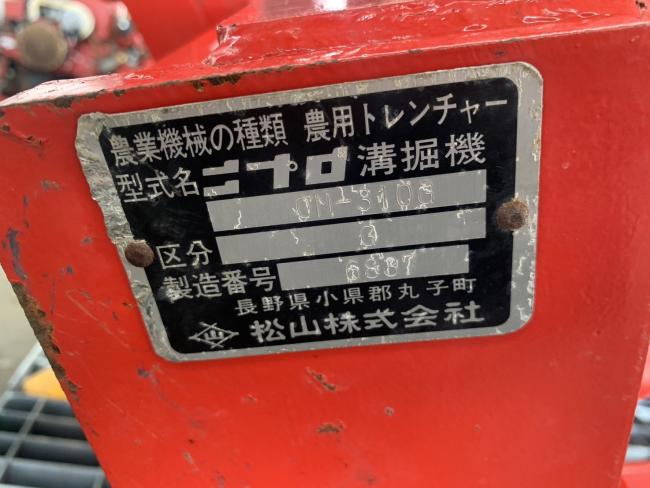 農業機械の種類 農用トレンチャー
型式名 ニプロ 溝掘機
区分
製造番号
長野県小県郡丸子町
松山株式会社